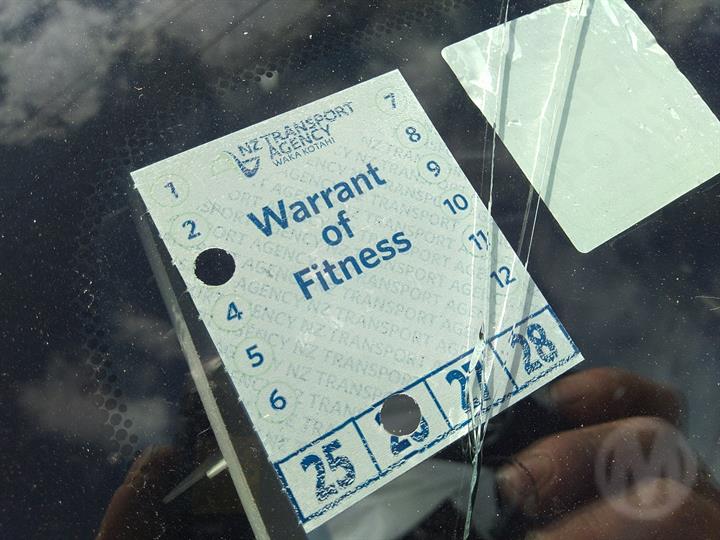 NZ TRANSPORT
AGENCY
WAKA KOTAHI
Warrant
of
Fitness
1
2
4
5
6
7
8
9
10
11
12
25
27
28
M